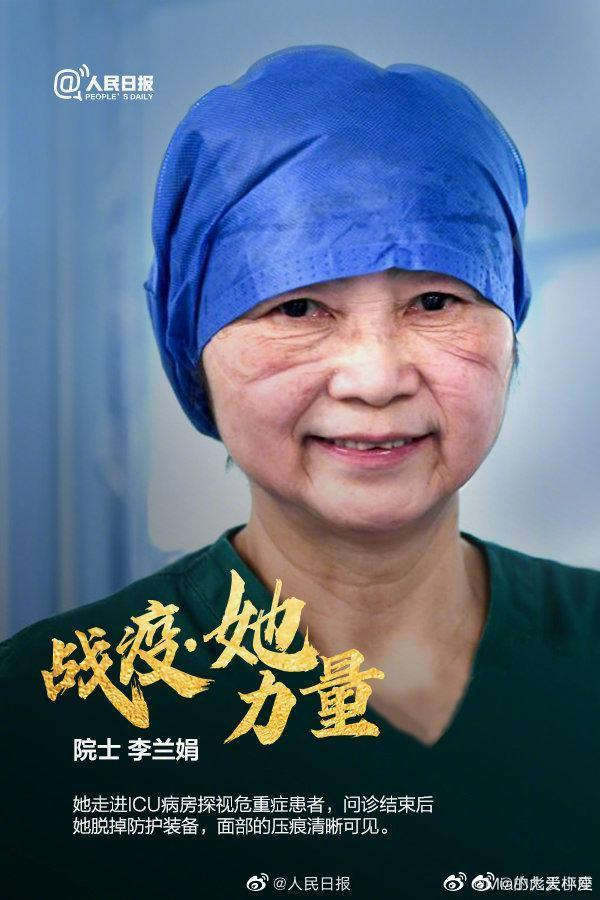 @人民日报
PEOPLE'S DAILY
战疫·她
力量
院士 李兰娟
她走进ICU病房探视危重症患者，问诊结束后
她脱掉防护装备，面部的压痕清晰可见。
@人民日报